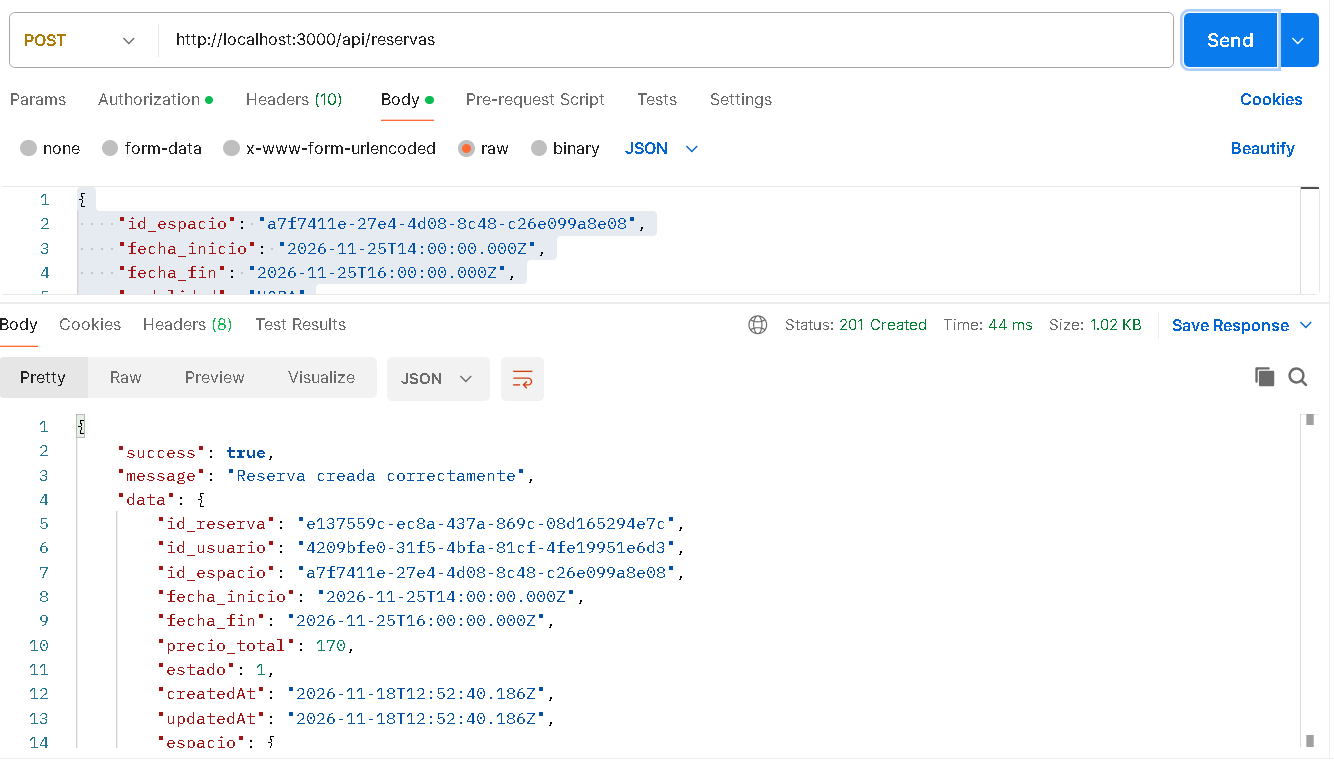 POST http://localhost:3000/api/reservas Send
Params Authorization Headers (10) Body Pre-request Script Tests Settings Cookies
none form-data x-www-form-urlencoded raw binary JSON Beautify
1 {
2 "id_espacio": "a7f7411e-27e4-4d08-8c48-c26e099a8e08",
3 "fecha_inicio": "2026-11-25T14:00:00.000Z",
4 "fecha_fin": "2026-11-25T16:00:00.000Z",
Body Cookies Headers (8) Test Results Status: 201 Created Time: 44 ms Size: 1.02 KB Save Response
Pretty Raw Preview Visualize JSON
1 {
2 "success": true,
3 "message": "Reserva creada correctamente",
4 "data": {
5 "id_reserva": "e137559c-ec8a-437a-869c-08d165294e7c",
6 "id_usuario": "4209bfe0-31f5-4bfa-81cf-4fe19951e6d3",
7 "id_espacio": "a7f7411e-27e4-4d08-8c48-c26e099a8e08",
8 "fecha_inicio": "2026-11-25T14:00:00.000Z",
9 "fecha_fin": "2026-11-25T16:00:00.000Z",
10 "precio_total": 170,
11 "estado": 1,
12 "createdAt": "2026-11-18T12:52:40.186Z",
13 "updatedAt": "2026-11-18T12:52:40.186Z",
14 "espacio": {